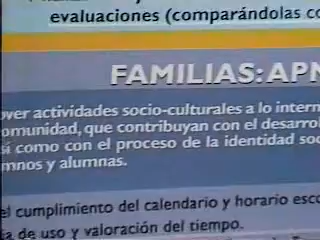 evaluaciones (comparándolas co
FAMILIAS: APM
over actividades socio-culturales a lo intern
omunidad, que contribuyan con el desarrol
sí como con el proceso de la identidad soc
mnos y alumnas.
el cumplimiento del calendario y horario esco
ia de uso y valoración del tiempo.